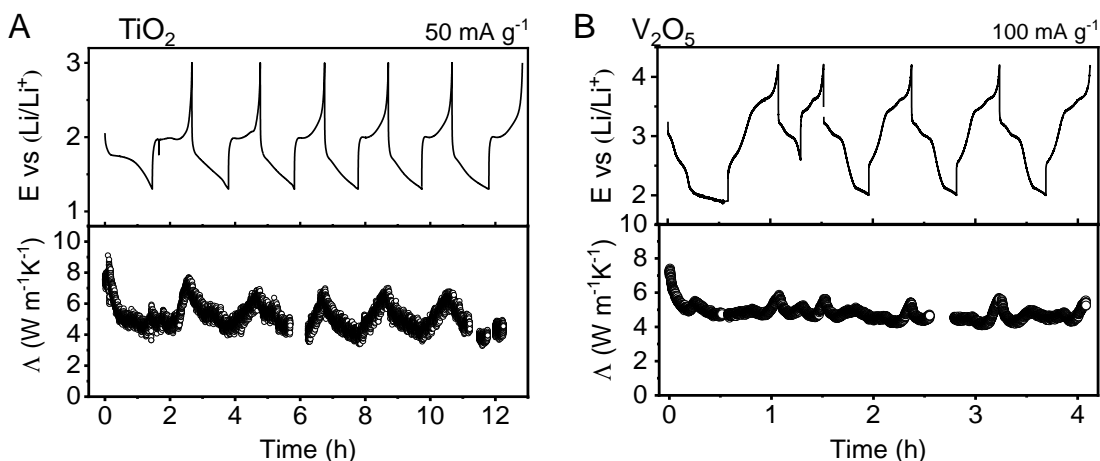 A
TiO₂
50 mA g⁻¹
E vs (Li/Li⁺)
3
2
1
Λ (W m⁻¹K⁻¹)
10
8
6
4
2
0
0 2 4 6 8 10 12
Time (h)
B
V₂O₅
100 mA g⁻¹
E vs (Li/Li⁺)
4
3
2
Λ (W m⁻¹K⁻¹)
10
8
6
4
2
0
0 1 2 3 4
Time (h)